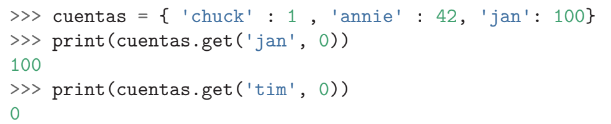 >>> cuentas = { 'chuck' : 1 , 'annie' : 42, 'jan': 100}
>>> print(cuentas.get('jan', 0))
100
>>> print(cuentas.get('tim', 0))
0